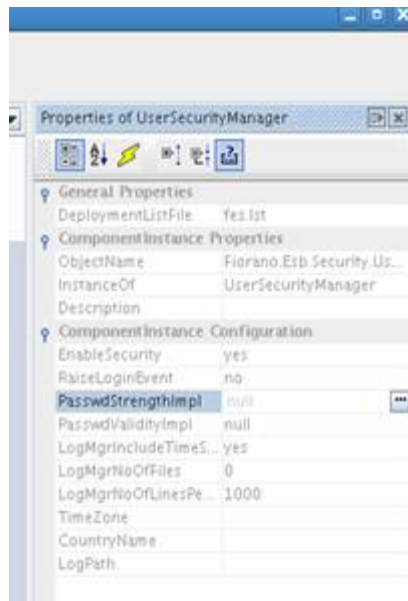 Properties of UserSecurityManager
General Properties
DeploymentListFile fes.lst
ComponentInstance Properties
ObjectName Fiorano.Esb.Security.Us...
InstanceOf UserSecurityManager
Description
ComponentInstance Configuration
EnableSecurity yes
RaiseLoginEvent no
PasswdStrengthImpl null
PasswdValidityImpl null
LogMgrIncludeTimeS... yes
LogMgrNoOfFiles 0
LogMgrNoOfLinesPe... 1000
TimeZone
CountryName
LogPath